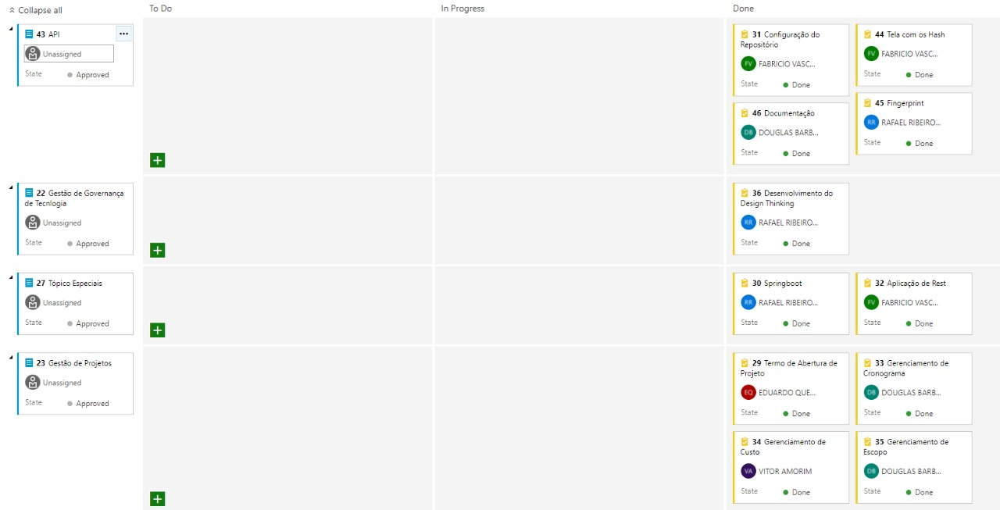 Collapse all
To Do
In Progress
Done
43 API
...
Unassigned
State
Approved
31 Configuração do
Repositório
FV FABRICIO VASC...
State
Done
44 Tela com os Hash
FV FABRICIO VASC...
State
Done
46 Documentação
DB DOUGLAS BARB...
State
Done
45 Fingerprint
RR RAFAEL RIBEIRO...
State
Done
22 Gestão de Governança
de Tecnlogia
Unassigned
State
Approved
36 Desenvolvimento do
Design Thinking
RR RAFAEL RIBEIRO...
State
Done
27 Tópico Especiais
Unassigned
State
Approved
30 Springboot
RR RAFAEL RIBEIRO...
State
Done
32 Aplicação de Rest
FV FABRICIO VASC...
State
Done
23 Gestão de Projetos
Unassigned
State
Approved
29 Termo de Abertura de
Projeto
EQ EDUARDO QUE...
State
Done
33 Gerenciamento de
Cronograma
DB DOUGLAS BARB...
State
Done
34 Gerenciamento de
Custo
VA VITOR AMORIM
State
Done
35 Gerenciamento de
Escopo
DB DOUGLAS BARB...
State
Done